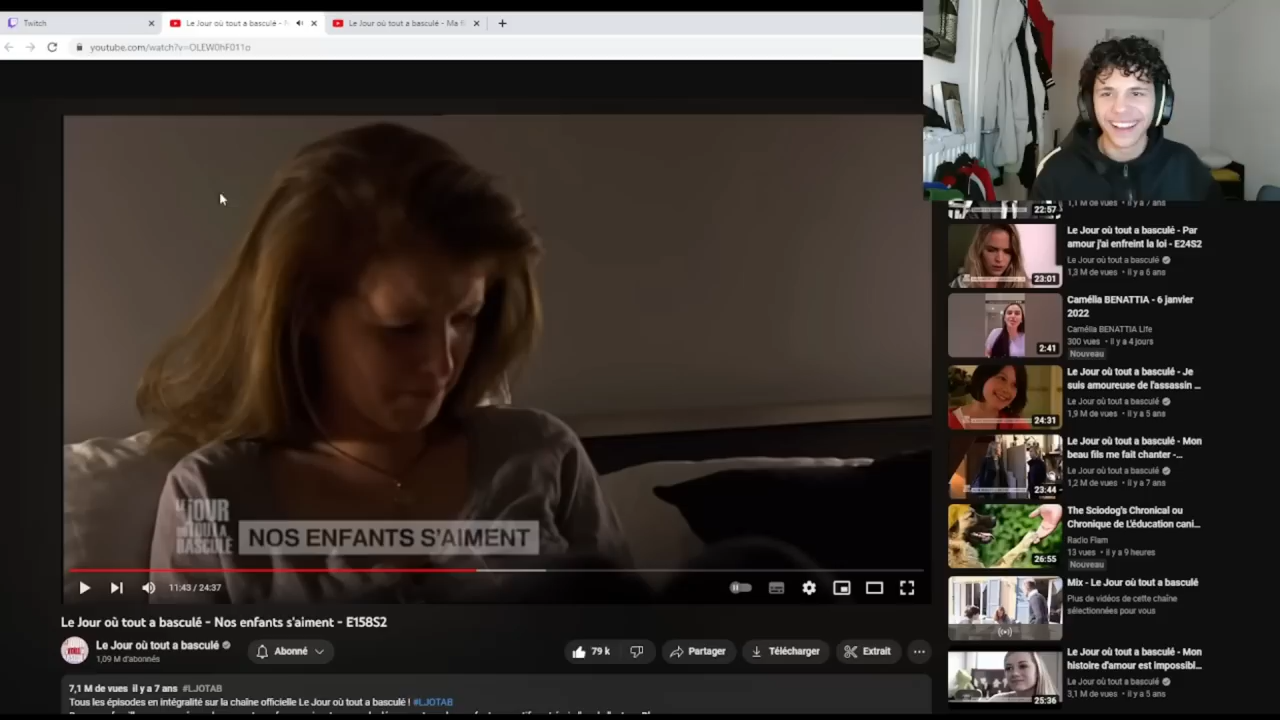 Twitch
Le Jour où tout a basculé - N
Le Jour où tout a basculé - Ma f
youtube.com/watch?v=OLEW0hF011o
LE JOUR
OÙ TOUT A
BASCULÉ
NOS ENFANTS S'AIMENT
11:43 / 24:37
Le Jour où tout a basculé - Nos enfants s'aiment - E158S2
Le Jour où tout a basculé
1,09 M d'abonnés
Abonné
79 k
Partager
Télécharger
Extrait
7,1 M de vues il y a 7 ans #LJOTAB
Tous les épisodes en intégralité sur la chaîne officielle Le Jour où tout a basculé ! #LJOTAB
22:57
1,1 M de vues • il y a 7 ans
23:01
Le Jour où tout a basculé - Par
amour j'ai enfreint la loi - E24S2
Le Jour où tout a basculé
1,3 M de vues • il y a 6 ans
2:41
Camélia BENATTIA - 6 janvier
2022
Camélia BENATTIA Life
300 vues • il y a 4 jours
Nouveau
24:31
Le Jour où tout a basculé - Je
suis amoureuse de l'assassin ...
Le Jour où tout a basculé
1,9 M de vues • il y a 5 ans
23:44
Le Jour où tout a basculé - Mon
beau fils me fait chanter -...
Le Jour où tout a basculé
1,2 M de vues • il y a 7 ans
26:55
The Sciodog's Chronical ou
Chronique de L'éducation cani...
Radio Flam
13 vues • il y a 9 heures
Nouveau
Mix - Le Jour où tout a basculé
Plus de vidéos de cette chaîne
sélectionnées pour vous
25:36
Le Jour où tout a basculé - Mon
histoire d'amour est impossibl...
Le Jour où tout a basculé
3,1 M de vues • il y a 5 ans